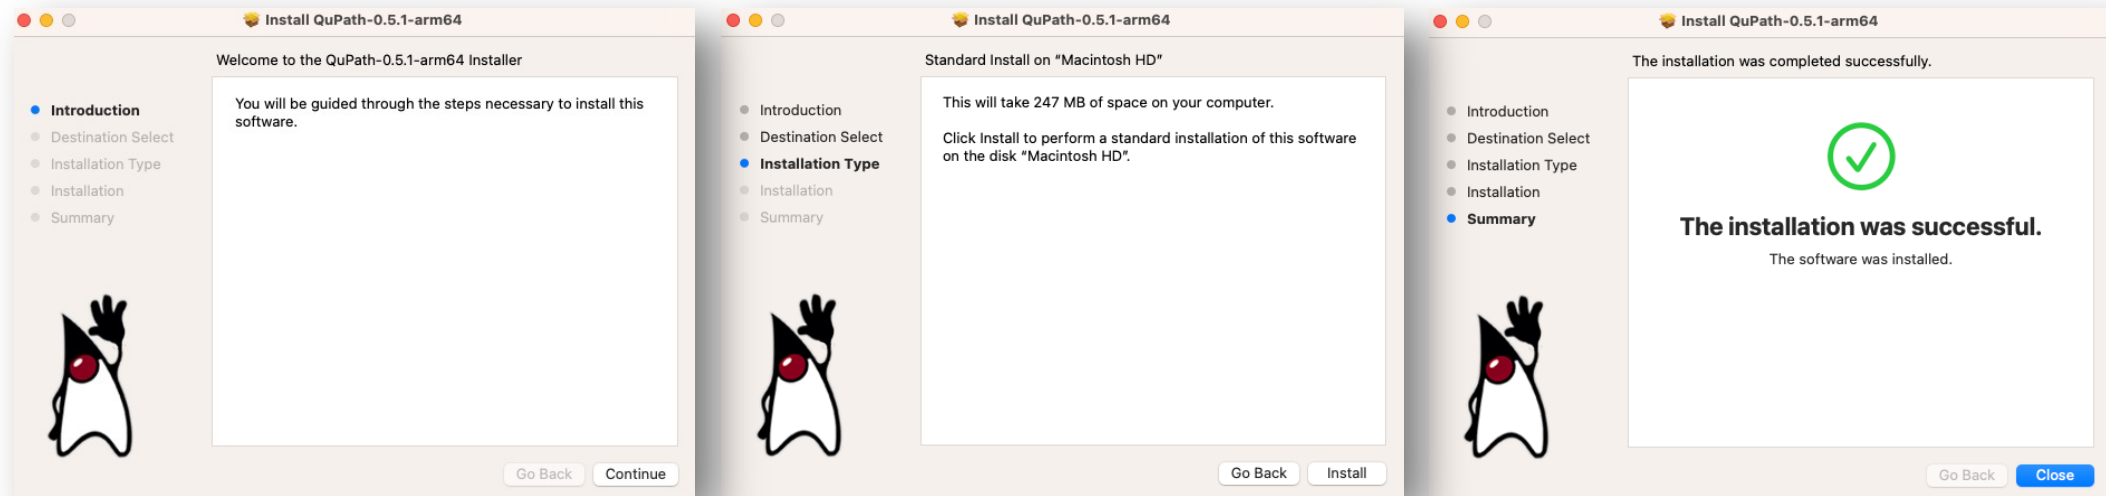 Install QuPath-0.5.1-arm64
Welcome to the QuPath-0.5.1-arm64 Installer
Introduction
Destination Select
Installation Type
Installation
Summary
You will be guided through the steps necessary to install this
software.
Go Back
Continue
Install QuPath-0.5.1-arm64
Standard Install on “Macintosh HD”
Introduction
Destination Select
Installation Type
Installation
Summary
This will take 247 MB of space on your computer.
Click Install to perform a standard installation of this software
on the disk “Macintosh HD”.
Go Back
Install
Install QuPath-0.5.1-arm64
The installation was completed successfully.
Introduction
Destination Select
Installation Type
Installation
Summary
The installation was successful.
The software was installed.
Go Back
Close